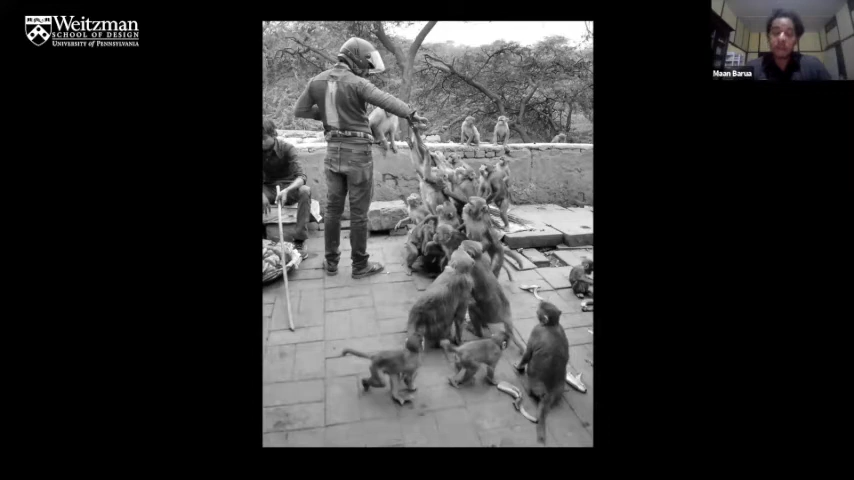 Weitzman
SCHOOL OF DESIGN
UNIVERSITY of PENNSYLVANIA
Maan Barua